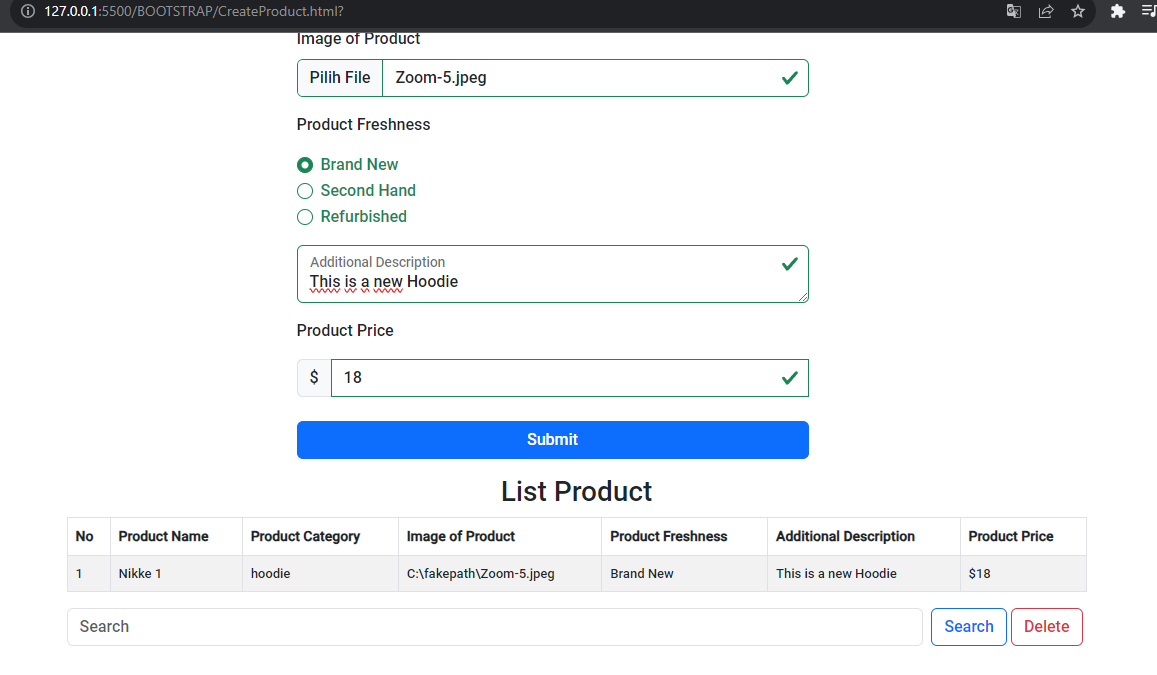 127.0.0.1:5500/BOOTSTRAP/CreateProduct.html?
Image of Product
Pilih File Zoom-5.jpeg
Product Freshness
Brand New
Second Hand
Refurbished
Additional Description
This is a new Hoodie
Product Price
$ 18
Submit
List Product
No Product Name Product Category Image of Product Product Freshness Additional Description Product Price
1 Nikke 1 hoodie C:\fakepath\Zoom-5.jpeg Brand New This is a new Hoodie $18
Search Search Delete